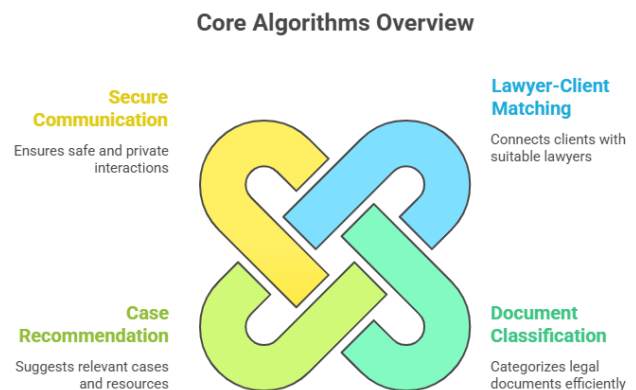 Core Algorithms Overview
Secure
Communication
Ensures safe and private
interactions
Lawyer-Client
Matching
Connects clients with
suitable lawyers
Case
Recommendation
Suggests relevant cases
and resources
Document
Classification
Categorizes legal
documents efficiently